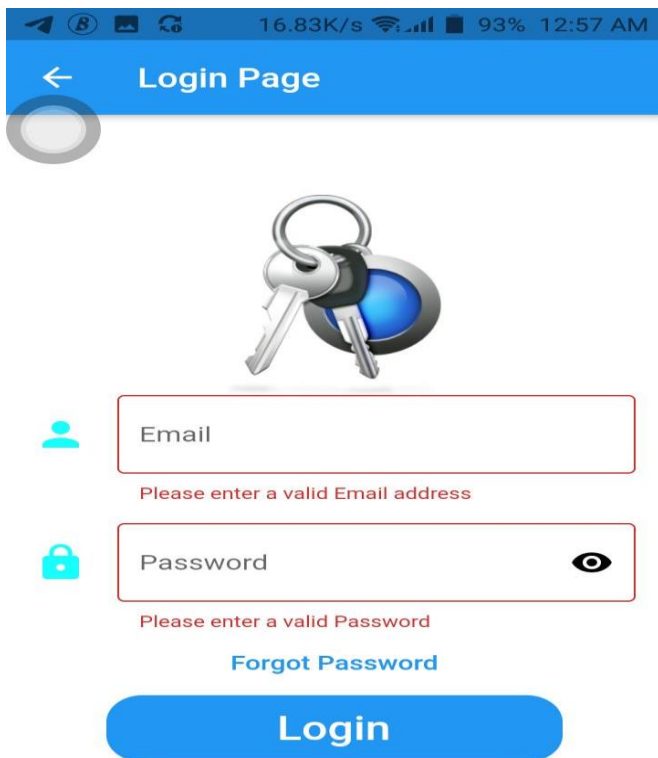 16.83K/s 93% 12:57 AM
Login Page
Email
Please enter a valid Email address
Password
Please enter a valid Password
Forgot Password
Login